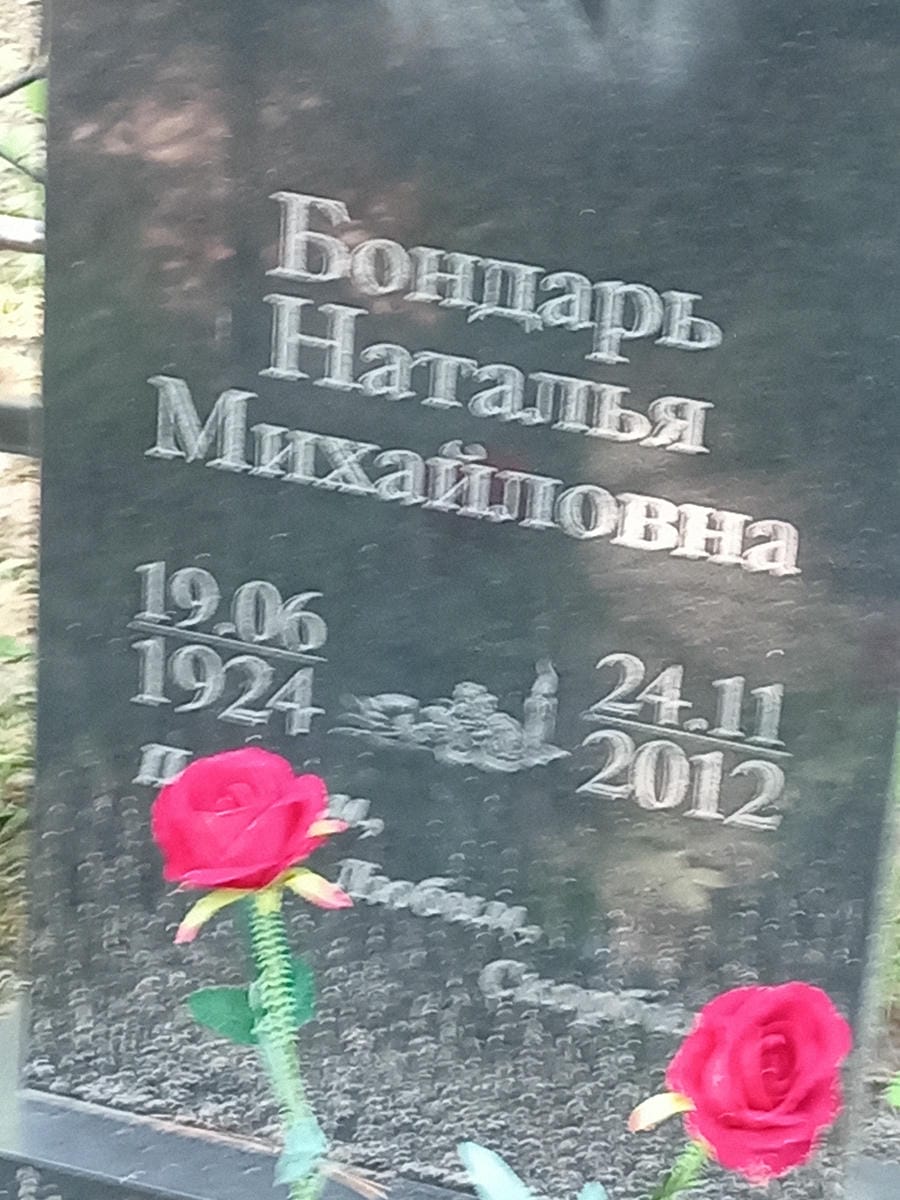 Бондарь
Наталья
Михайловна
19.06
1924
24.11
2012